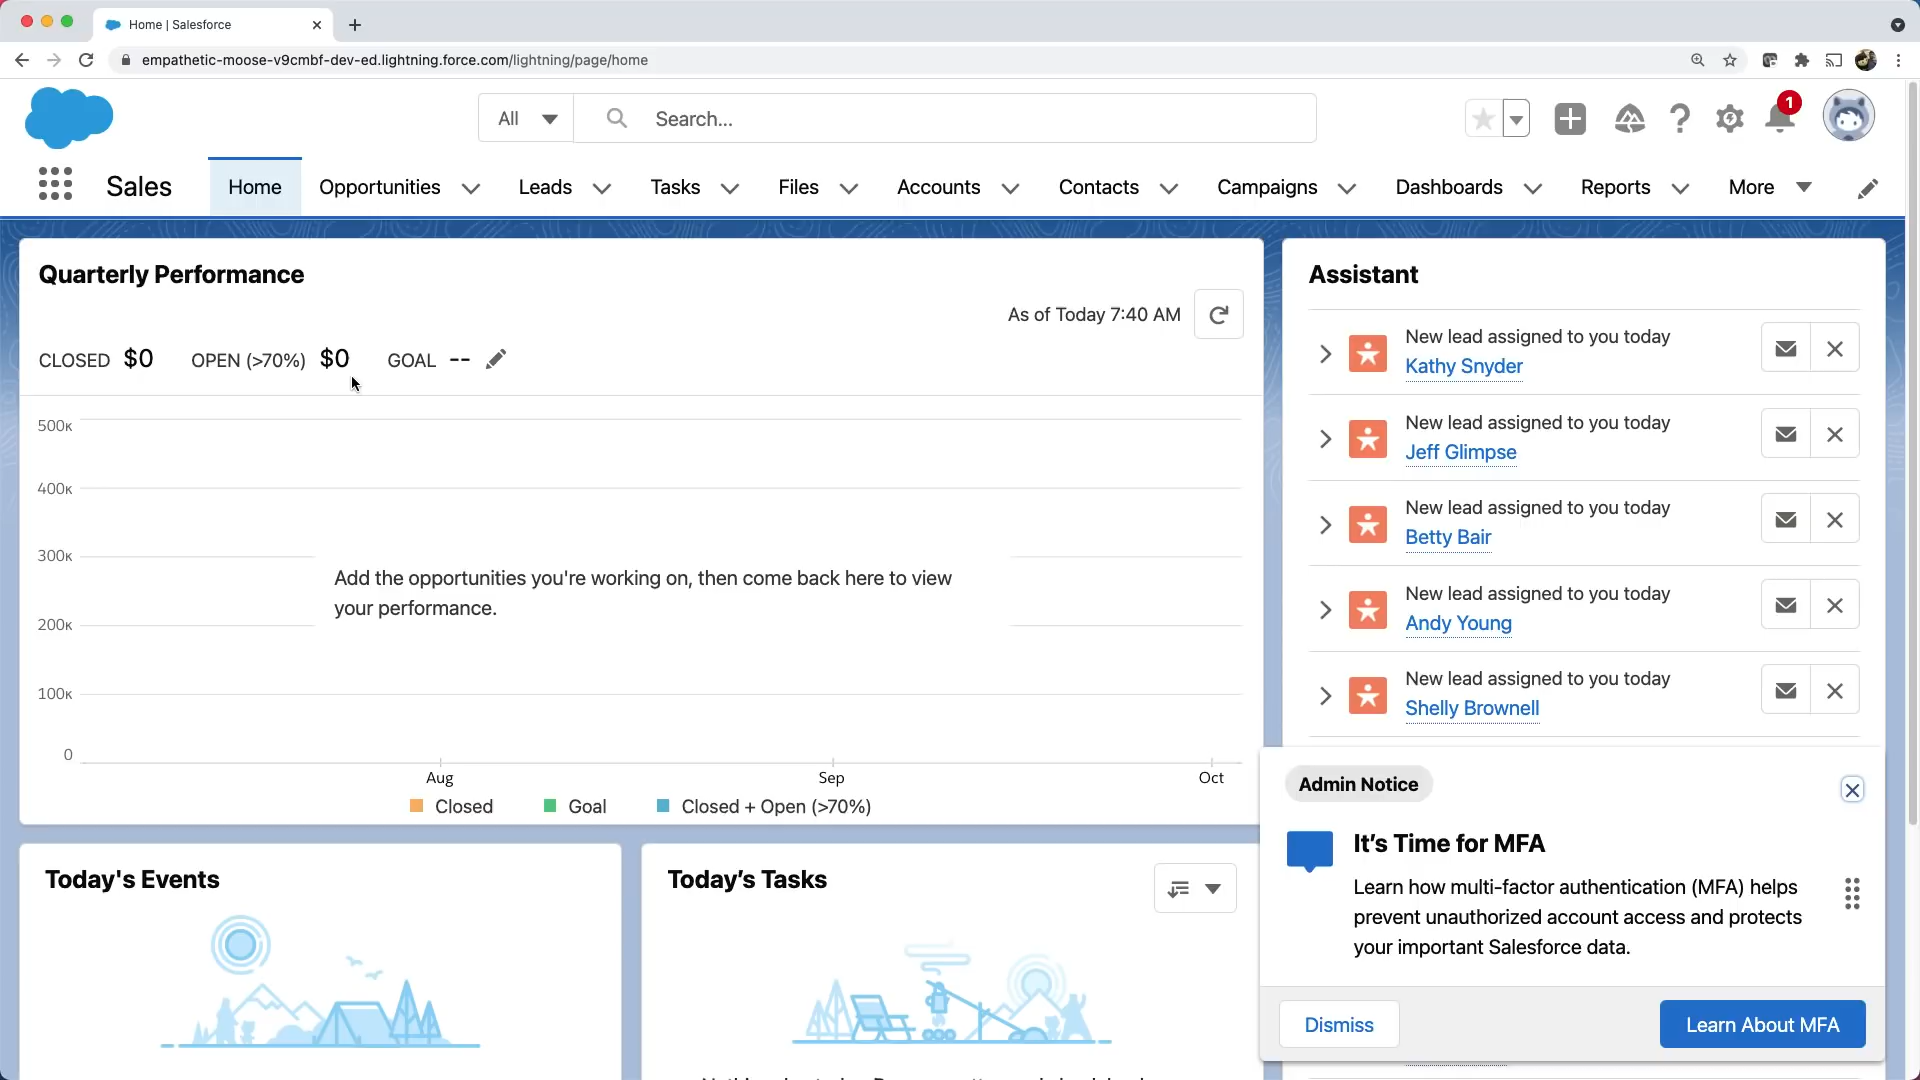 Home | Salesforce
empathetic-moose-v9cmbf-dev-ed.lightning.force.com/lightning/page/home
All
Search...
1
Sales
Home
Opportunities
Leads
Tasks
Files
Accounts
Contacts
Campaigns
Dashboards
Reports
More
Quarterly Performance
As of Today 7:40 AM
CLOSED $0 OPEN (>70%) $0 GOAL --
500K
400K
300K
200K
100K
0
Add the opportunities you're working on, then come back here to view
your performance.
Aug
Sep
Oct
Closed
Goal
Closed + Open (>70%)
Today's Events
Today’s Tasks
Assistant
New lead assigned to you today
Kathy Snyder
New lead assigned to you today
Jeff Glimpse
New lead assigned to you today
Betty Bair
New lead assigned to you today
Andy Young
New lead assigned to you today
Shelly Brownell
Admin Notice
It’s Time for MFA
Learn how multi-factor authentication (MFA) helps
prevent unauthorized account access and protects
your important Salesforce data.
Dismiss
Learn About MFA